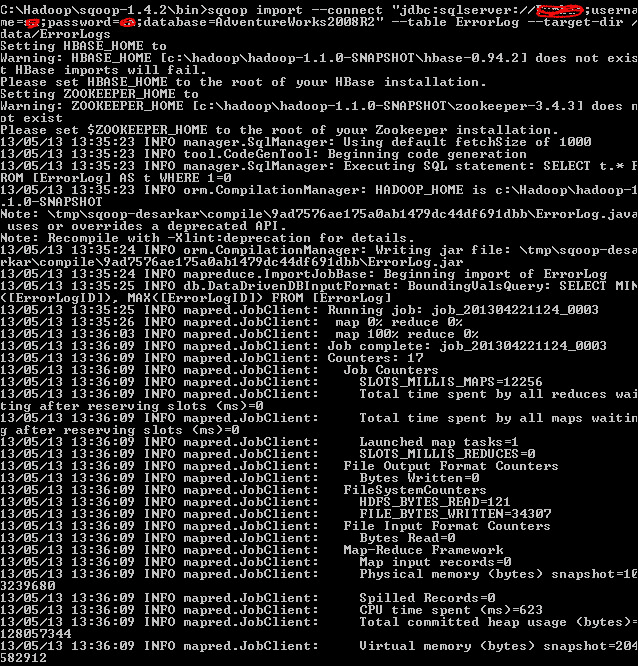 C:\Hadoop\sqoop-1.4.2\bin>sqoop import --connect "jdbc:sqlserver:// ;userna
me= ;password= ;database=AdventureWorks2008R2" --table ErrorLog --target-dir /
data/ErrorLogs
Setting HBASE_HOME to
Warning: HBASE_HOME [c:\hadoop\hadoop-1.1.0-SNAPSHOT\hbase-0.94.2] does not exis
t HBase imports will fail.
Please set HBASE_HOME to the root of your HBase installation.
Setting ZOOKEEPER_HOME to
Warning: ZOOKEEPER_HOME [c:\hadoop\hadoop-1.1.0-SNAPSHOT\zookeeper-3.4.3] does n
ot exist
Please set $ZOOKEEPER_HOME to the root of your Zookeeper installation.
13/05/13 13:35:23 INFO manager.SqlManager: Using default fetchSize of 1000
13/05/13 13:35:23 INFO tool.CodeGenTool: Beginning code generation
13/05/13 13:35:23 INFO manager.SqlManager: Executing SQL statement: SELECT t.* F
ROM [ErrorLog] AS t WHERE 1=0
13/05/13 13:35:23 INFO orm.CompilationManager: HADOOP_HOME is c:\Hadoop\hadoop-1
.1.0-SNAPSHOT
Note: \tmp\sqoop-desarkar\compile\9ad7576ae175a0ab1479dc44df691dbb\ErrorLog.java
 uses or overrides a deprecated API.
Note: Recompile with -Xlint:deprecation for details.
13/05/13 13:35:24 INFO orm.CompilationManager: Writing jar file: \tmp\sqoop-desa
rkar\compile\9ad7576ae175a0ab1479dc44df691dbb\ErrorLog.jar
13/05/13 13:35:24 INFO mapreduce.ImportJobBase: Beginning import of ErrorLog
13/05/13 13:35:25 INFO db.DataDrivenDBInputFormat: BoundingValsQuery: SELECT MIN
([ErrorLogID]), MAX([ErrorLogID]) FROM [ErrorLog]
13/05/13 13:35:25 INFO mapred.JobClient: Running job: job_201304221124_0003
13/05/13 13:35:26 INFO mapred.JobClient:  map 0% reduce 0%
13/05/13 13:36:03 INFO mapred.JobClient:  map 100% reduce 0%
13/05/13 13:36:09 INFO mapred.JobClient: Job complete: job_201304221124_0003
13/05/13 13:36:09 INFO mapred.JobClient: Counters: 17
13/05/13 13:36:09 INFO mapred.JobClient:   Job Counters
13/05/13 13:36:09 INFO mapred.JobClient:     SLOTS_MILLIS_MAPS=12256
13/05/13 13:36:09 INFO mapred.JobClient:     Total time spent by all reduces wai
ting after reserving slots (ms)=0
13/05/13 13:36:09 INFO mapred.JobClient:     Total time spent by all maps waitin
g after reserving slots (ms)=0
13/05/13 13:36:09 INFO mapred.JobClient:     Launched map tasks=1
13/05/13 13:36:09 INFO mapred.JobClient:     SLOTS_MILLIS_REDUCES=0
13/05/13 13:36:09 INFO mapred.JobClient:   File Output Format Counters
13/05/13 13:36:09 INFO mapred.JobClient:     Bytes Written=0
13/05/13 13:36:09 INFO mapred.JobClient:   FileSystemCounters
13/05/13 13:36:09 INFO mapred.JobClient:     HDFS_BYTES_READ=121
13/05/13 13:36:09 INFO mapred.JobClient:     FILE_BYTES_WRITTEN=34307
13/05/13 13:36:09 INFO mapred.JobClient:   File Input Format Counters
13/05/13 13:36:09 INFO mapred.JobClient:     Bytes Read=0
13/05/13 13:36:09 INFO mapred.JobClient:   Map-Reduce Framework
13/05/13 13:36:09 INFO mapred.JobClient:     Map input records=0
13/05/13 13:36:09 INFO mapred.JobClient:     Physical memory (bytes) snapshot=10
3239680
13/05/13 13:36:09 INFO mapred.JobClient:     Spilled Records=0
13/05/13 13:36:09 INFO mapred.JobClient:     CPU time spent (ms)=623
13/05/13 13:36:09 INFO mapred.JobClient:     Total committed heap usage (bytes)=
128057344
13/05/13 13:36:09 INFO mapred.JobClient:     Virtual memory (bytes) snapshot=204
582912